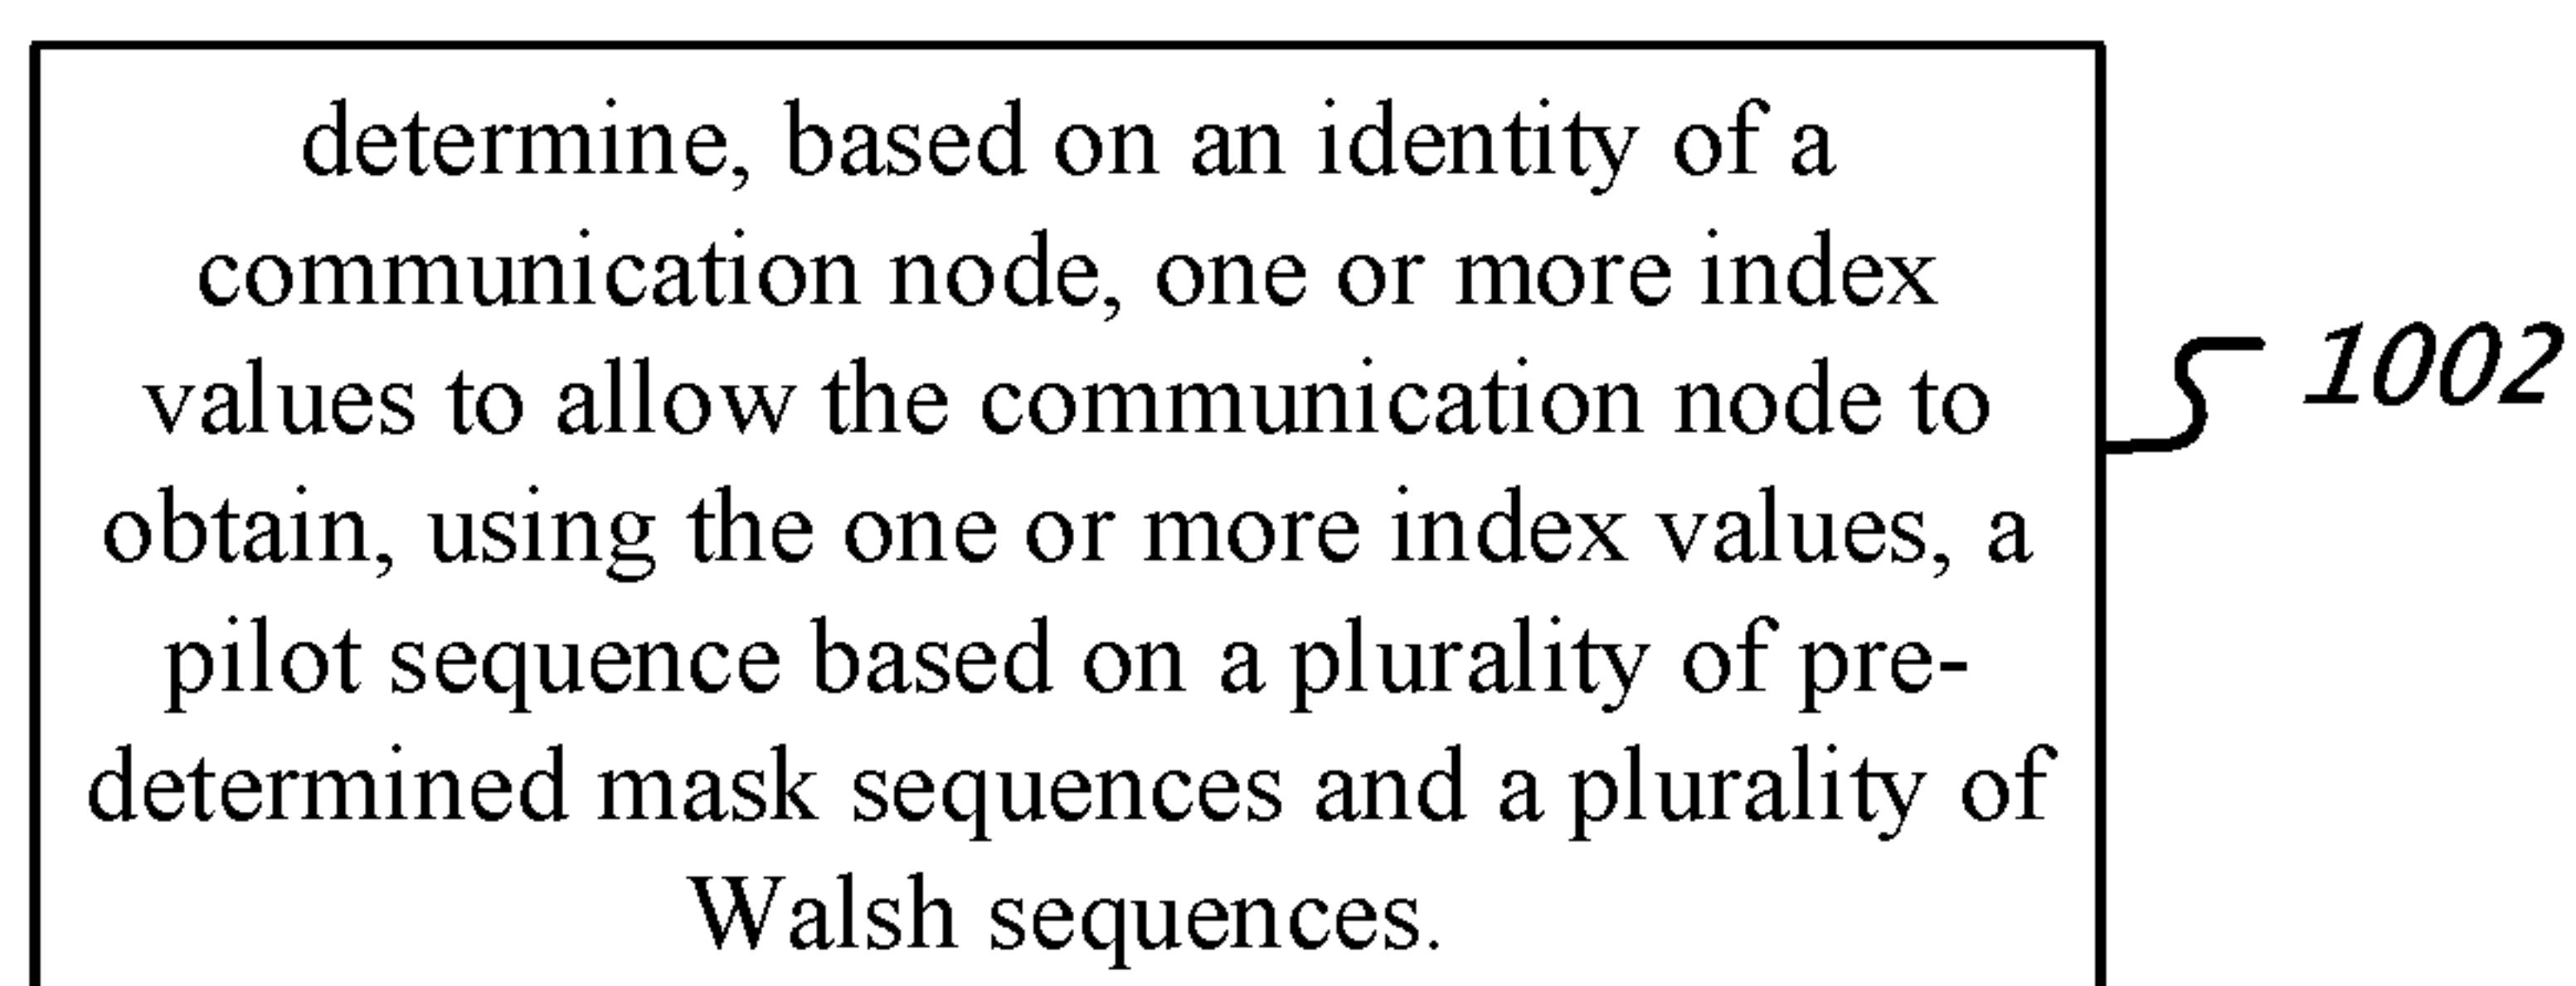 determine, based on an identity of a
communication node, one or more index
values to allow the communication node to
obtain, using the one or more index values, a
pilot sequence based on a plurality of pre-
determined mask sequences and a plurality of
Walsh sequences.
1002